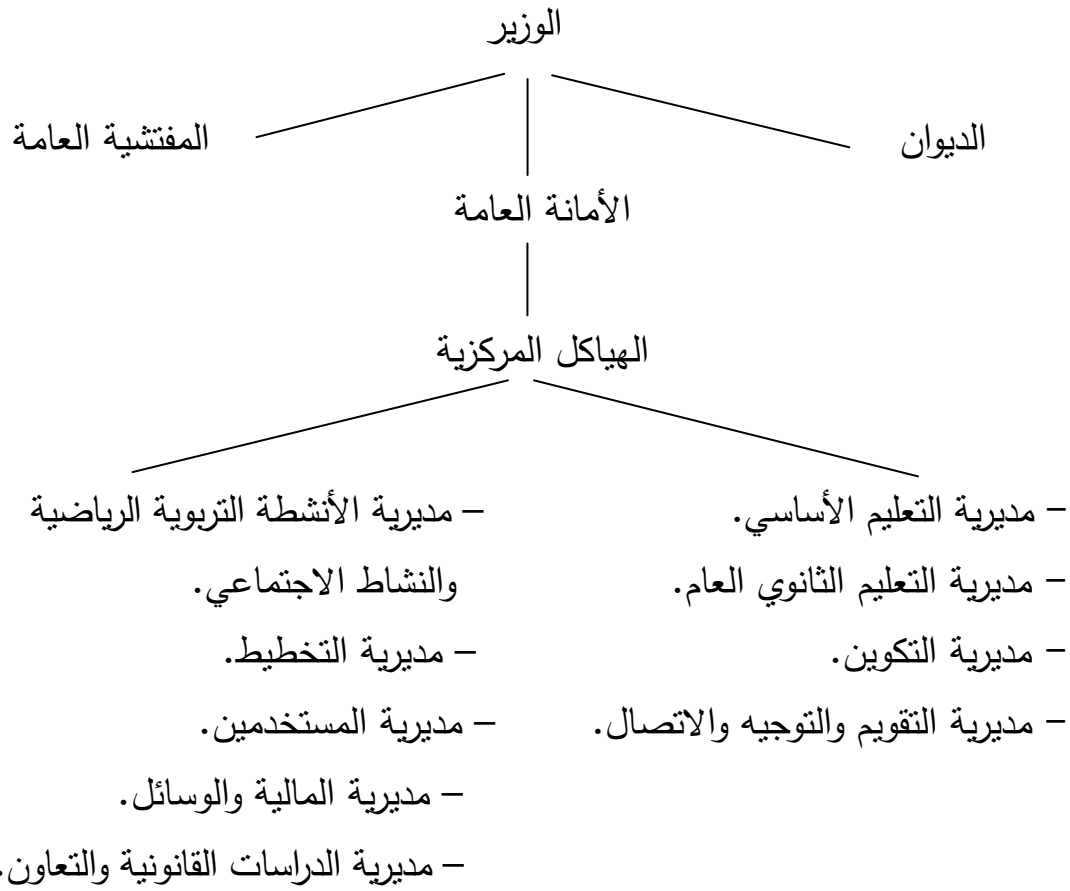 الوزير
الديوان
المفتشية العامة
الأمانة العامة
الهياكل المركزية
– مديرية التعليم الأساسي.
– مديرية التعليم الثانوي العام.
– مديرية التكوين.
– مديرية التقويم والتوجيه والاتصال.
– مديرية الأنشطة التربوية الرياضية
والنشاط الاجتماعي.
– مديرية التخطيط.
– مديرية المستخدمين.
– مديرية المالية والوسائل.
– مديرية الدراسات القانونية والتعاون.